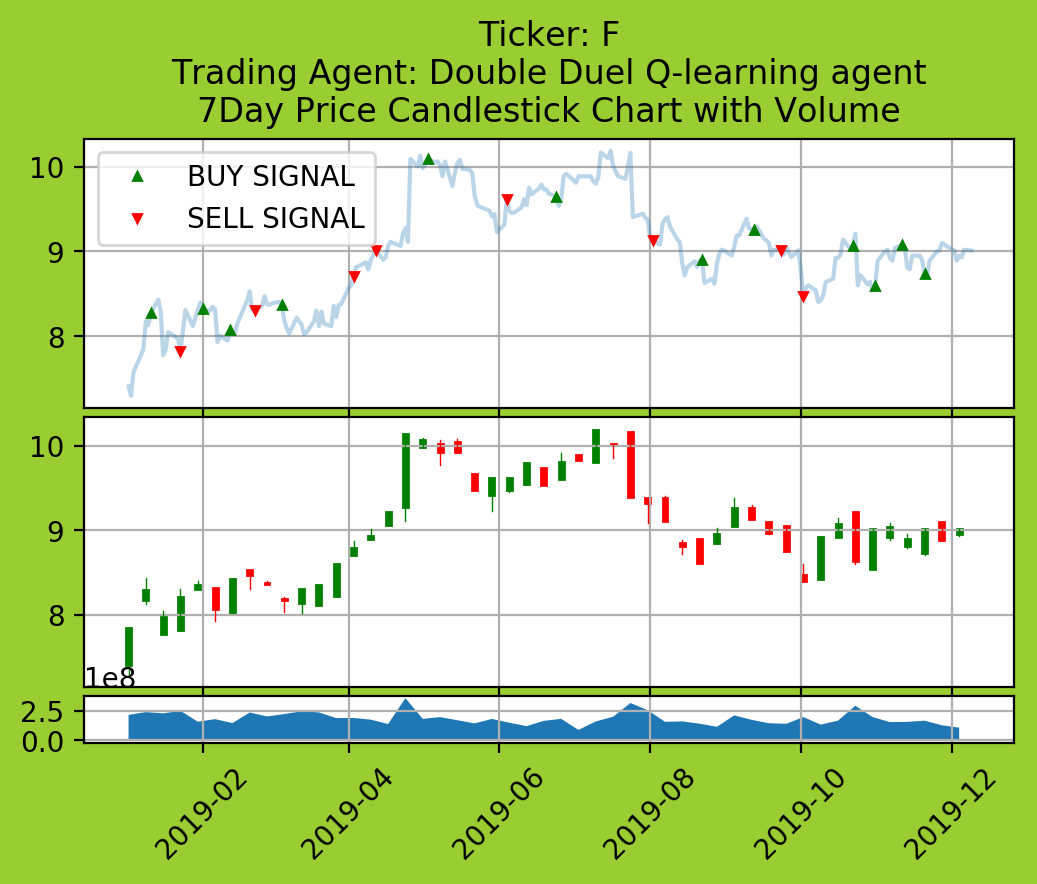 Ticker: F
Trading Agent: Double Duel Q-learning agent
7Day Price Candlestick Chart with Volume
10
9
8
BUY SIGNAL
SELL SIGNAL
10
9
8
1e8
2.5
0.0
2019-02
2019-04
2019-06
2019-08
2019-10
2019-12